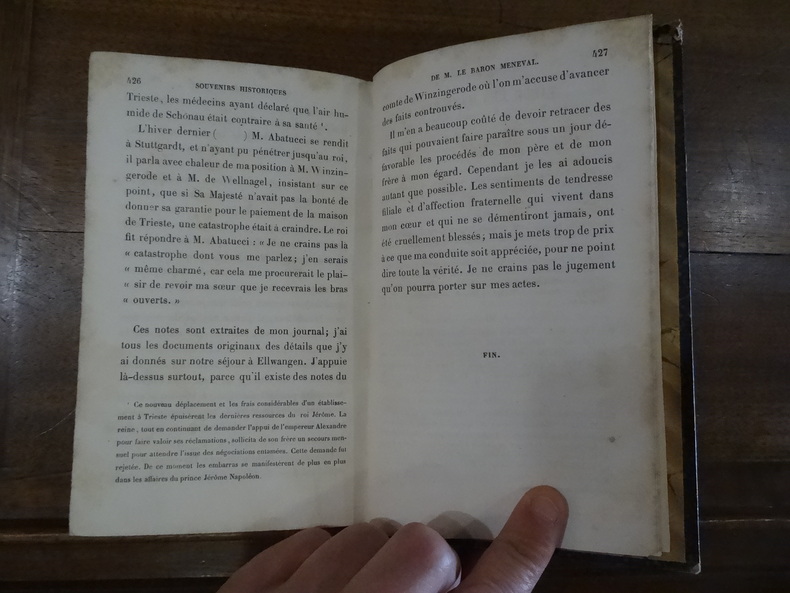 426
SOUVENIRS HISTORIQUES
Trieste, les médecins ayant déclaré que l'air hu-
mide de Schönau était contraire à sa santé ¹.
L'hiver dernier ( ) M. Abatucci se rendit
à Stuttgardt, et n'ayant pu pénétrer jusqu'au roi,
il parla avec chaleur de ma position à M. Winzin-
gerode et à M. de Wellnagel, insistant sur ce
point, que si Sa Majesté n'avait pas la bonté de
donner sa garantie pour le paiement de la maison
de Trieste, une catastrophe était à craindre. Le roi
fit répondre à M. Abatucci : « Je ne crains pas la
« catastrophe dont vous me parlez; j'en serais
« même charmé, car cela me procurerait le plai-
« sir de revoir ma sœur que je recevrais les bras
« ouverts. »
Ces notes sont extraites de mon journal; j'ai
tous les documents originaux des détails que j'y
ai donnés sur notre séjour à Ellwangen. J'appuie
là-dessus surtout, parce qu'il existe des notes du
¹ Ce nouveau déplacement et les frais considérables d'un établisse-
ment à Trieste épuisèrent les dernières ressources du roi Jérôme. La
reine, tout en continuant de demander l'appui de l'empereur Alexandre
pour faire valoir ses réclamations, sollicita de son frère un secours men-
suel pour attendre l'issue des négociations entamées. Cette demande fut
rejetée. De ce moment les embarras se manifestèrent de plus en plus
dans les affaires du prince Jérôme Napoléon.
DE M. LE BARON MENEVAL.
427
comte de Winzingerode où l'on m'accuse d'avancer
des faits controuvés.
Il m'en a beaucoup coûté de devoir retracer des
faits qui pouvaient faire paraître sous un jour dé-
favorable les procédés de mon père et de mon
frère à mon égard. Cependant je les ai adoucis
autant que possible. Les sentiments de tendresse
filiale et d'affection fraternelle qui vivent dans
mon cœur et qui ne se démentiront jamais, ont
été cruellement blessés, mais je mets trop de prix
à ce que ma conduite soit appréciée, pour ne point
dire toute la vérité. Je ne crains pas le jugement
qu'on pourra porter sur mes actes.
FIN.